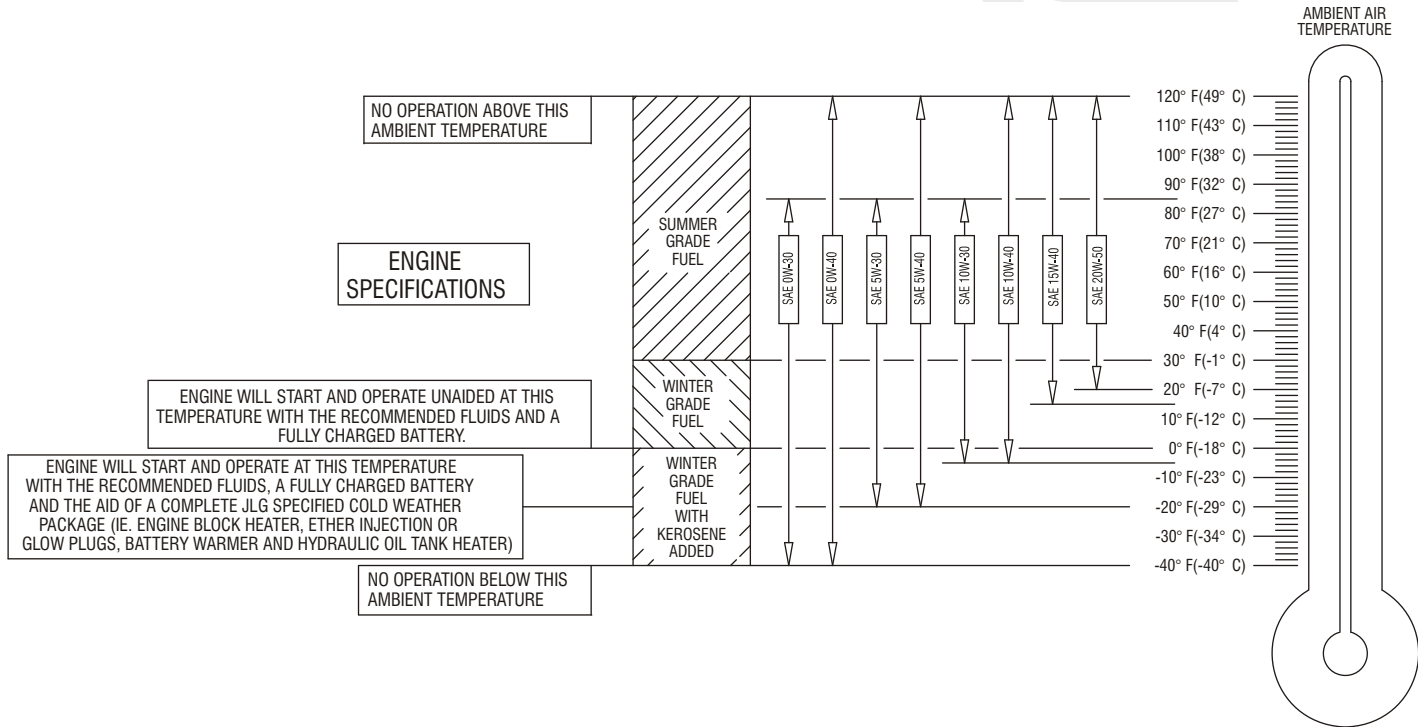 AMBIENT AIR
TEMPERATURE
NO OPERATION ABOVE THIS
AMBIENT TEMPERATURE
ENGINE
SPECIFICATIONS
ENGINE WILL START AND OPERATE UNAIDED AT THIS
TEMPERATURE WITH THE RECOMMENDED FLUIDS AND A
FULLY CHARGED BATTERY.
ENGINE WILL START AND OPERATE AT THIS TEMPERATURE
WITH THE RECOMMENDED FLUIDS, A FULLY CHARGED BATTERY
AND THE AID OF A COMPLETE JLG SPECIFIED COLD WEATHER
PACKAGE (IE. ENGINE BLOCK HEATER, ETHER INJECTION OR
GLOW PLUGS, BATTERY WARMER AND HYDRAULIC OIL TANK HEATER)
NO OPERATION BELOW THIS
AMBIENT TEMPERATURE
SUMMER
GRADE
FUEL
WINTER
GRADE
FUEL
WINTER
GRADE
FUEL
WITH
KEROSENE
ADDED
SAE 0W-30
SAE 0W-40
SAE 5W-30
SAE 5W-40
SAE 10W-30
SAE 10W-40
SAE 15W-40
SAE 20W-50
120° F(49° C)
110° F(43° C)
100° F(38° C)
90° F(32° C)
80° F(27° C)
70° F(21° C)
60° F(16° C)
50° F(10° C)
40° F(4° C)
30° F(-1° C)
20° F(-7° C)
10° F(-12° C)
0° F(-18° C)
-10° F(-23° C)
-20° F(-29° C)
-30° F(-34° C)
-40° F(-40° C)